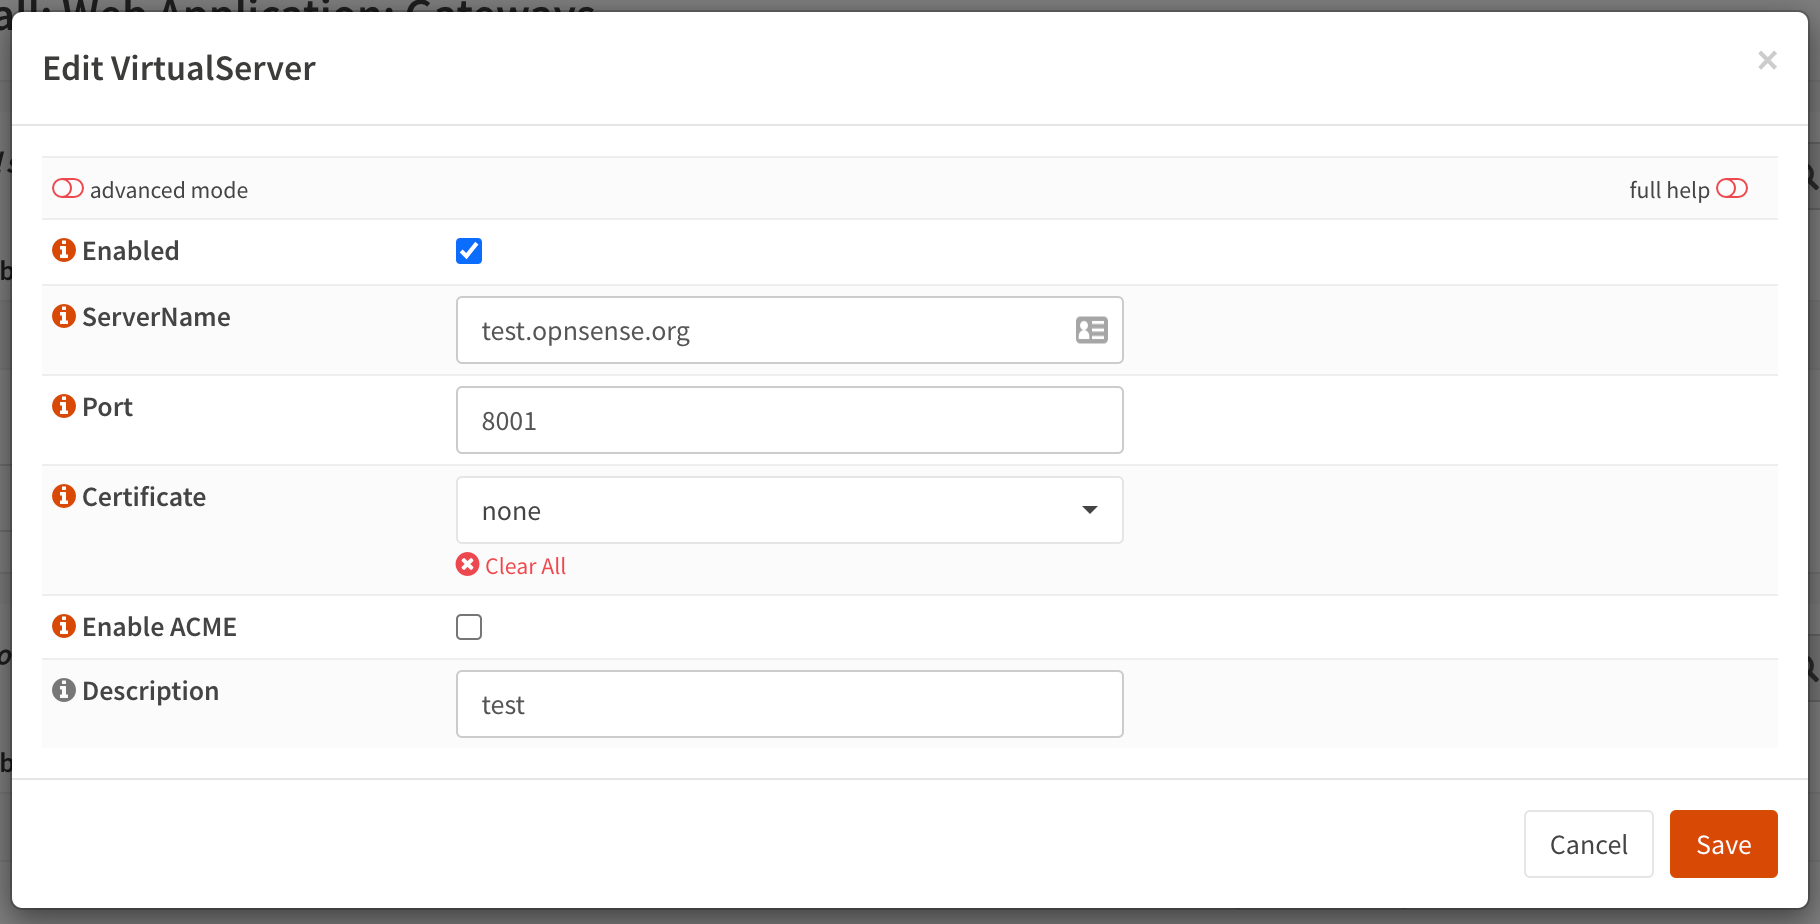 Edit VirtualServer
×
advanced mode
full help
Enabled
ServerName
test.opnsense.org
Port
8001
Certificate
none
Clear All
Enable ACME
Description
test
Cancel
Save